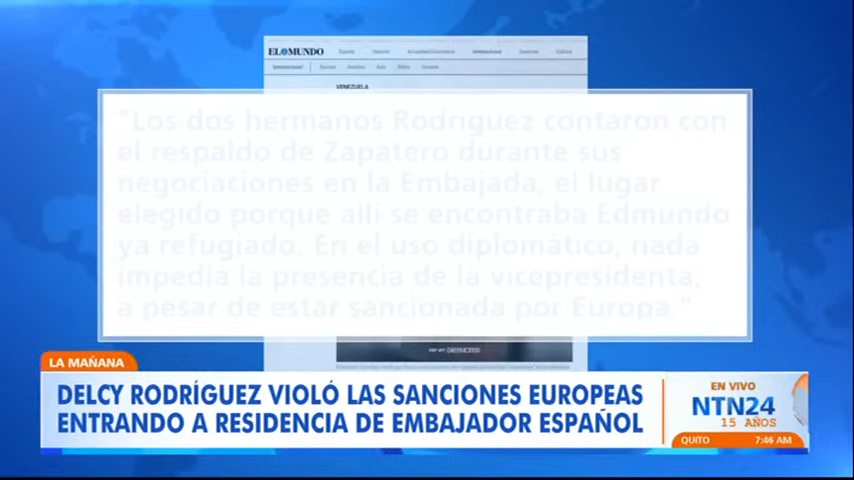 EL MUNDO
VENEZUELA
"Los dos hermanos Rodríguez contaron con
el respaldo de Zapatero durante sus
negociaciones en la Embajada, el lugar
elegido porque allí se encontraba Edmundo
ya refugiado. En el uso diplomático, nada
impedía la presencia de la vicepresidenta,
a pesar de estar sancionada por Europa."
LA MAÑANA
DELCY RODRÍGUEZ VIOLÓ LAS SANCIONES EUROPEAS
ENTRANDO A RESIDENCIA DE EMBAJADOR ESPAÑOL
EN VIVO
NTN24
15 AÑOS
QUITO 7:46 AM